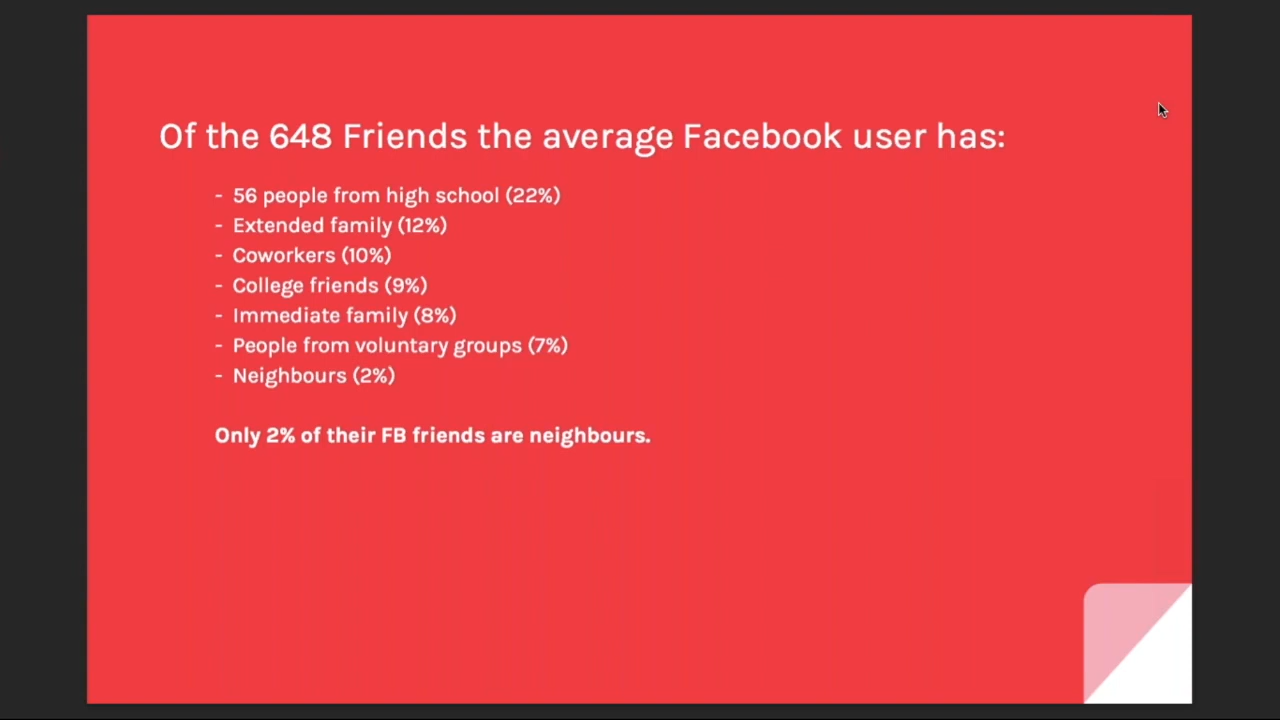 Of the 648 Friends the average Facebook user has:
- 56 people from high school (22%)
- Extended family (12%)
- Coworkers (10%)
- College friends (9%)
- Immediate family (8%)
- People from voluntary groups (7%)
- Neighbours (2%)
Only 2% of their FB friends are neighbours.